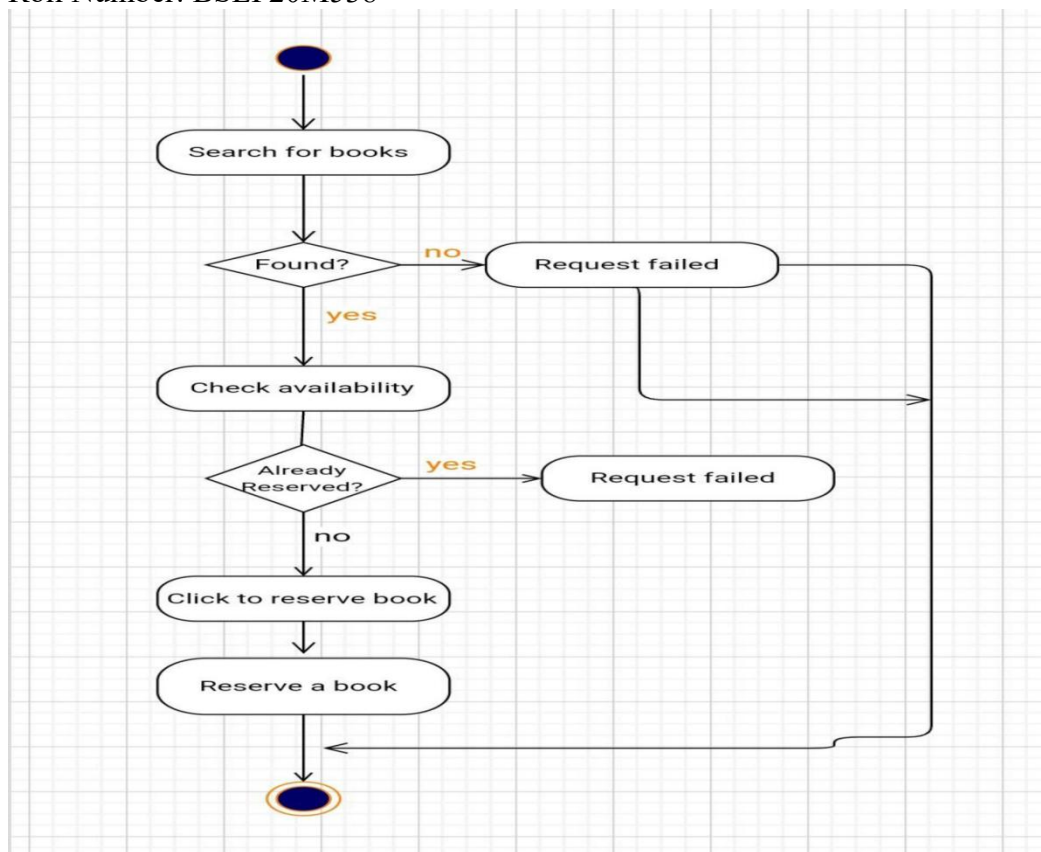 Search for books
Found?
no
Request failed
yes
Check availability
Already
Reserved?
yes
Request failed
no
Click to reserve book
Reserve a book